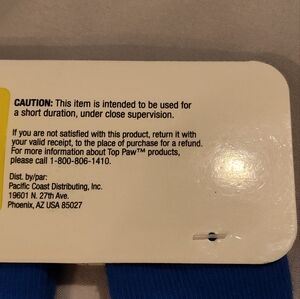 CAUTION: This item is intended to be used for
a short duration, under close supervision.
If you are not satisfied with this product, return it with
your valid receipt, to the place of purchase for a refund.
For more information about Top Paw™ products,
please call 1-800-806-1410.
Dist. by/par:
Pacific Coast Distributing, Inc.
19601 N. 27th Ave.
Phoenix, AZ USA 85027